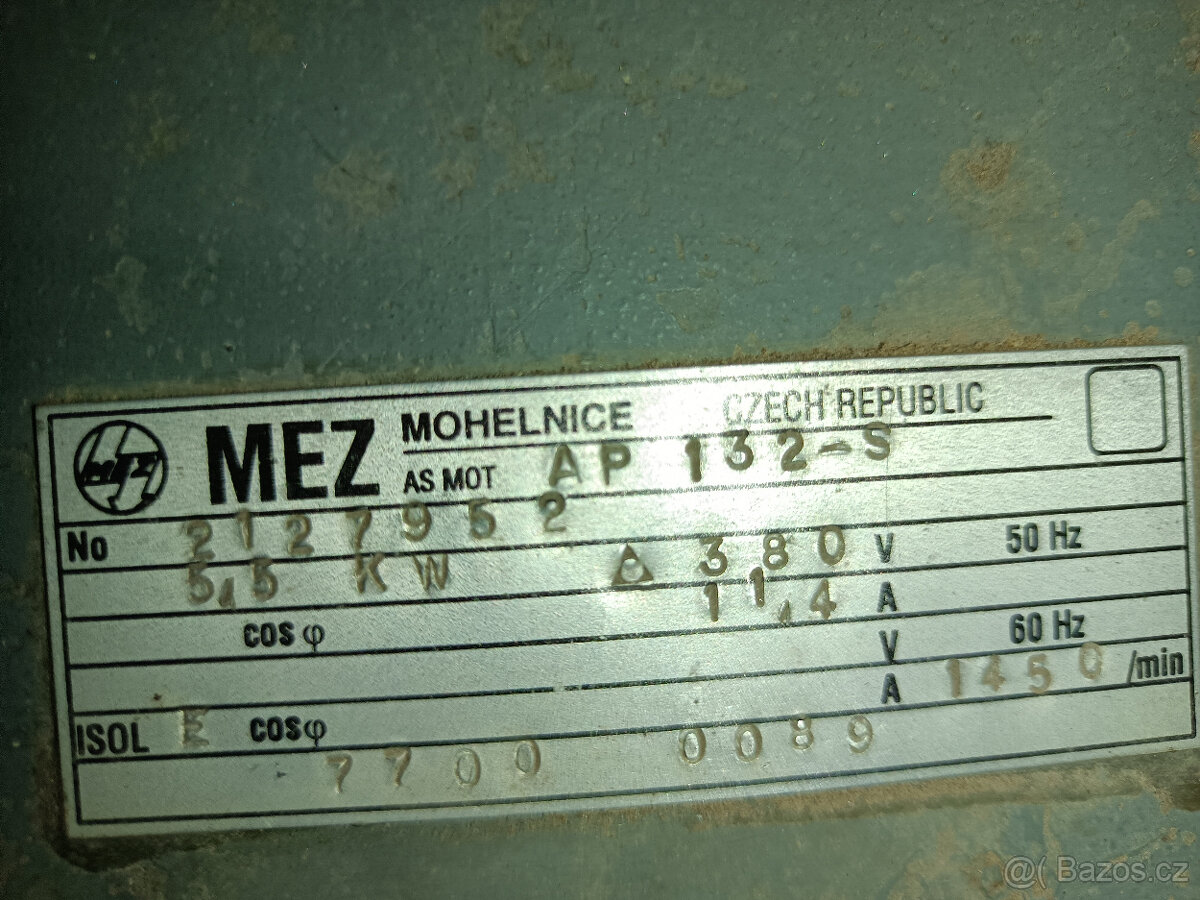 MEZ MEZ MOHELNICE CZECH REPUBLIC
AS MOT AP 132-S
No 2127952
5,5 KW △ 380 V 50 Hz
cos φ 11,4 A
V 60 Hz
A 1450 /min
ISOL E cos φ
7700 0089
@( Bazos.cz